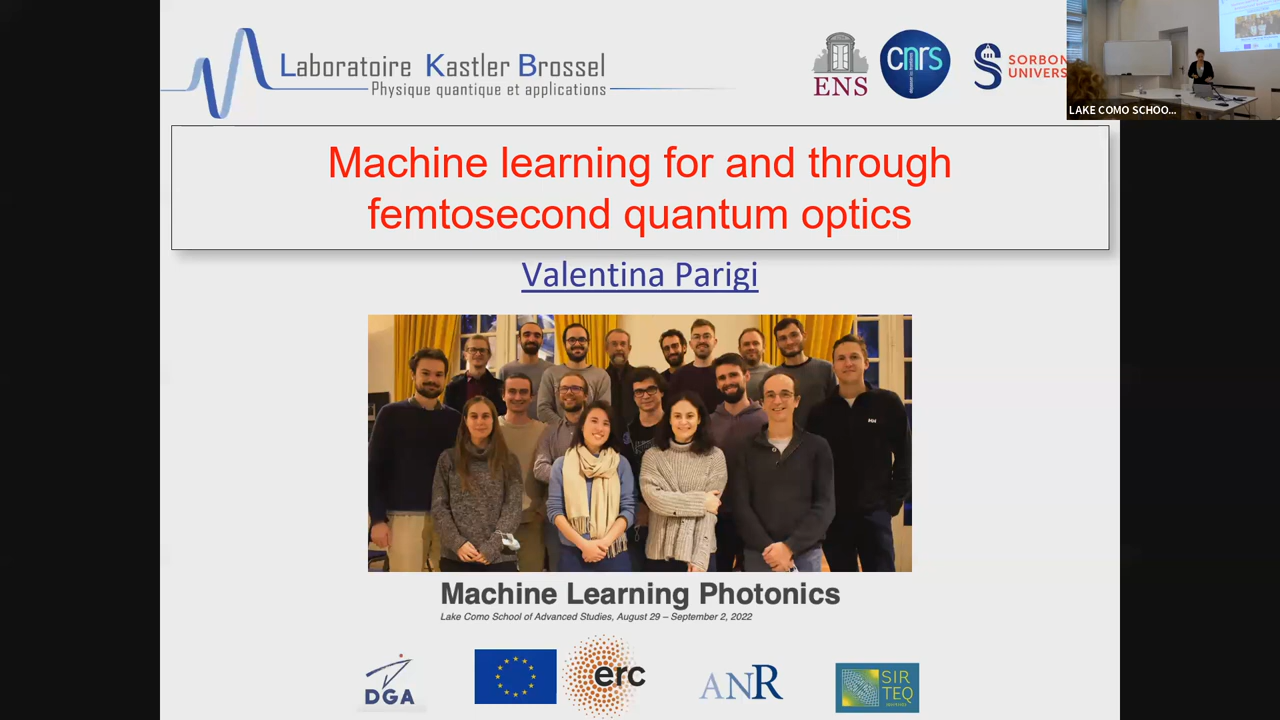 Laboratoire Kastler Brossel
Physique quantique et applications
ENS
cnrs
SORBON
UNIVERS
LAKE COMO SCHOO...
Machine learning for and through
femtosecond quantum optics
Valentina Parigi
HH
Machine Learning Photonics
Lake Como School of Advanced Studies, August 29 – September 2, 2022
DGA
erc
ANR
SIR
TEQ